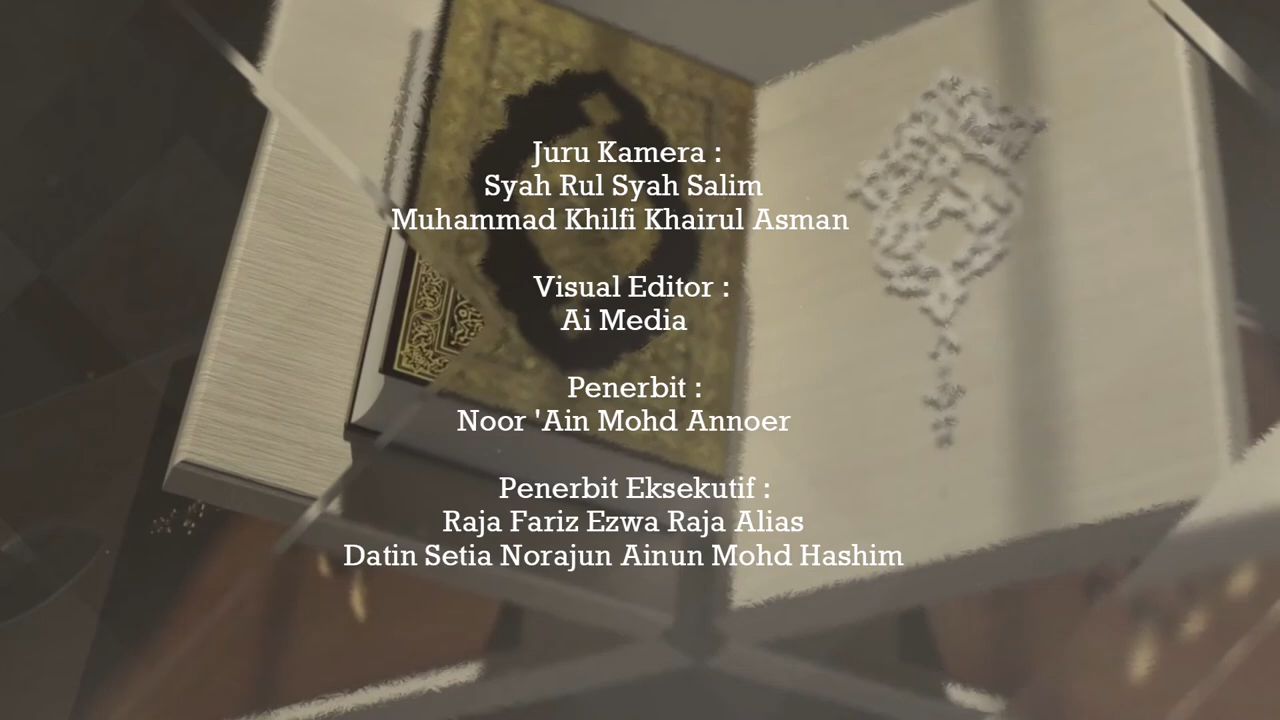 Juru Kamera :
Syah Rul Syah Salim
Muhammad Khilfi Khairul Asman
Visual Editor :
Ai Media
Penerbit :
Noor 'Ain Mohd Annoer
Penerbit Eksekutif :
Raja Fariz Ezwa Raja Alias
Datin Setia Norajun Ainun Mohd Hashim